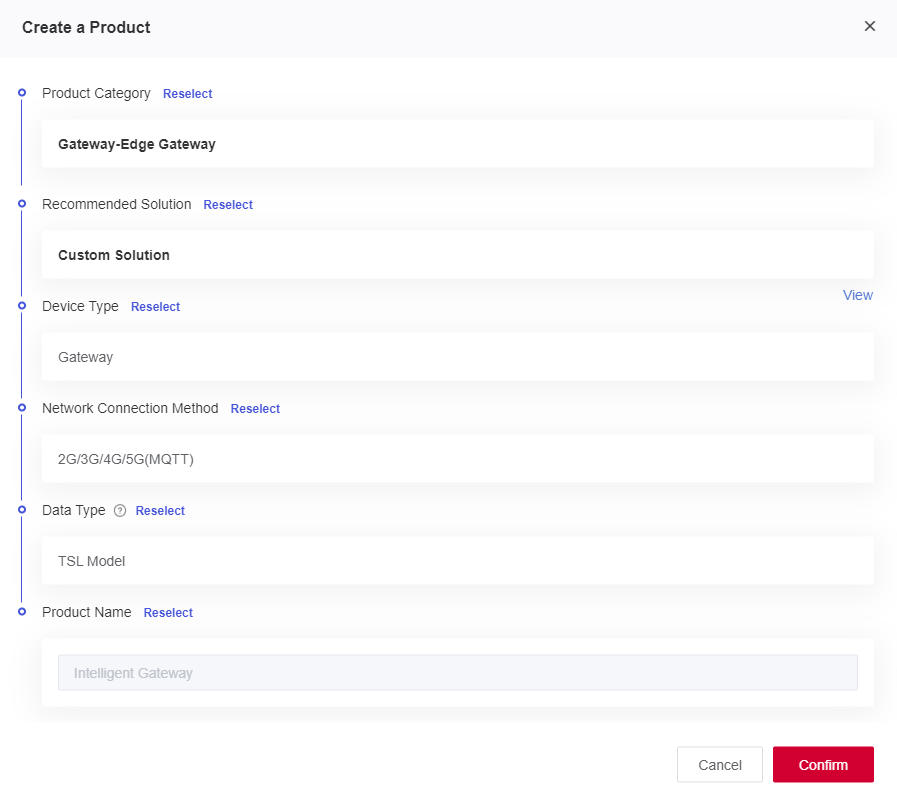 Create a Product
Product Category Reselect
Gateway-Edge Gateway
Recommended Solution Reselect
Custom Solution
View
Device Type Reselect
Gateway
Network Connection Method Reselect
2G/3G/4G/5G(MQTT)
Data Type ? Reselect
TSL Model
Product Name Reselect
Intelligent Gateway
Cancel Confirm